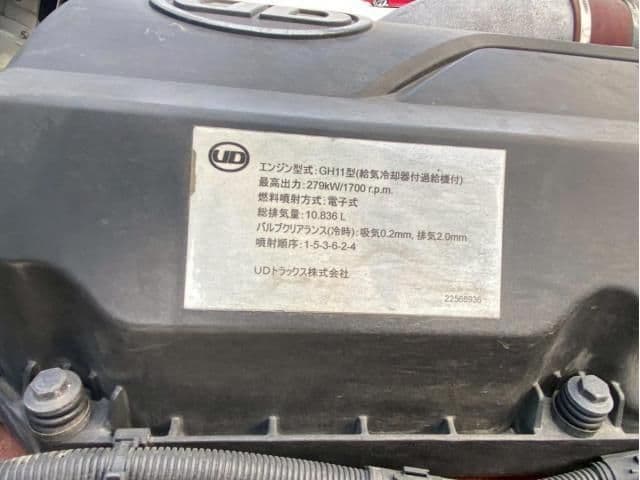 UD
UD
エンジン型式:GH11型(給気冷却器付過給機付)
最高出力:279kW/1700 r.p.m.
燃料噴射方式:電子式
総排気量:10.836 L
バルブクリアランス(冷時):吸気0.2mm, 排気2.0mm
噴射順序:1-5-3-6-2-4
UDトラックス株式会社
22568936